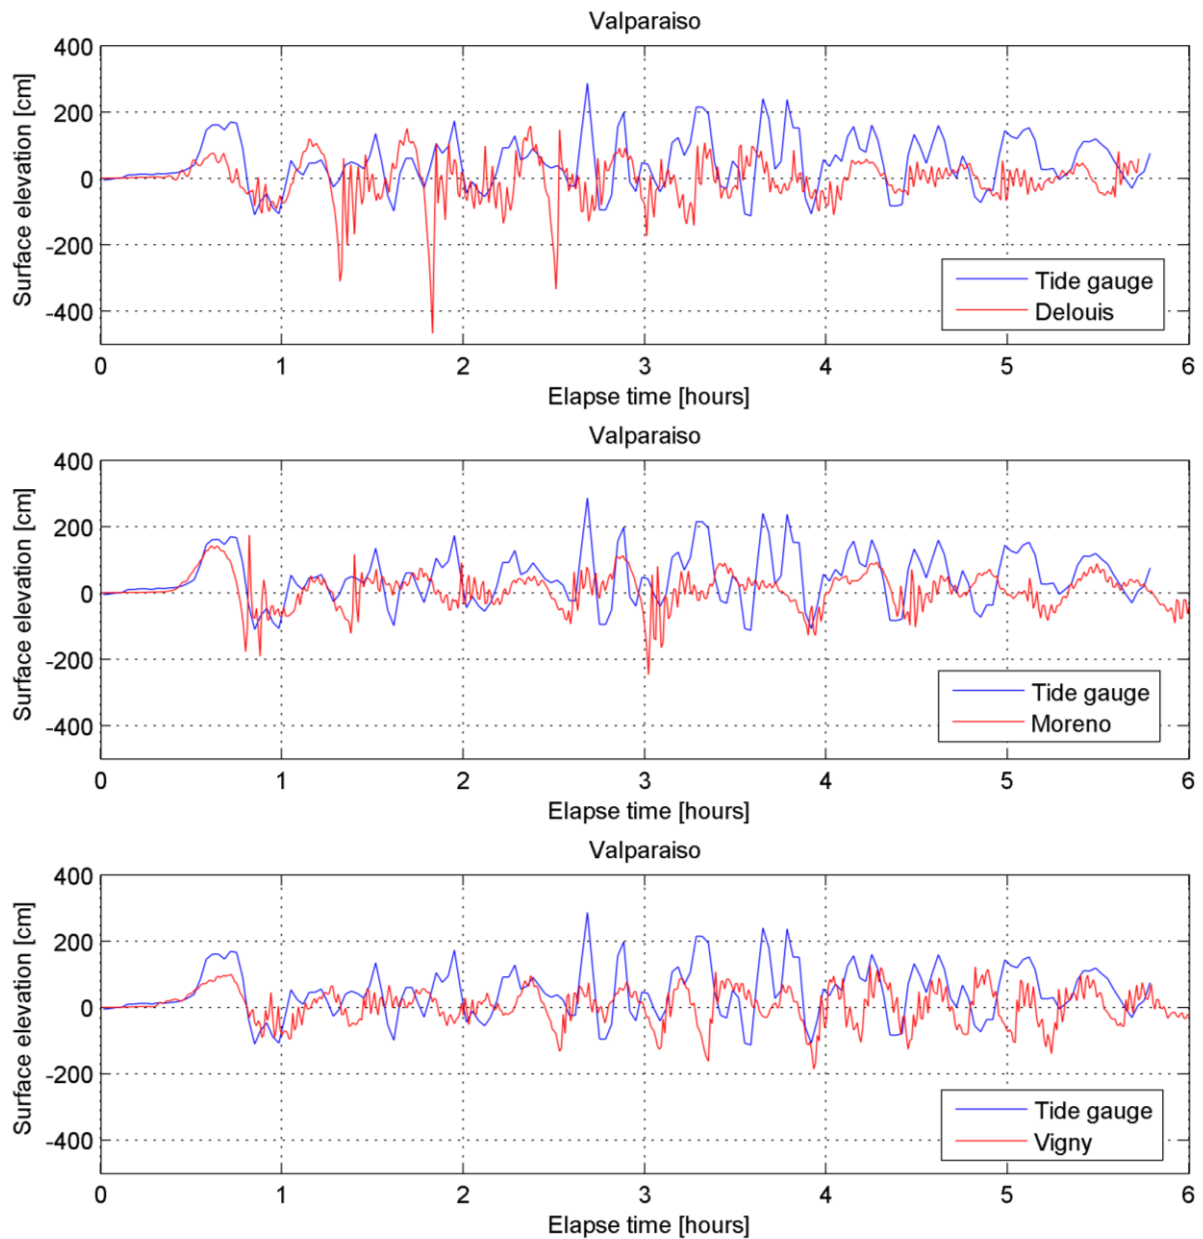 Valparaiso
400
200
0
-200
-400
Surface elevation [cm]
Tide gauge
Delouis
0 1 2 3 4 5 6
Elapse time [hours]
Valparaiso
400
200
0
-200
-400
Surface elevation [cm]
Tide gauge
Moreno
0 1 2 3 4 5 6
Elapse time [hours]
Valparaiso
400
200
0
-200
-400
Surface elevation [cm]
Tide gauge
Vigny
0 1 2 3 4 5 6
Elapse time [hours]